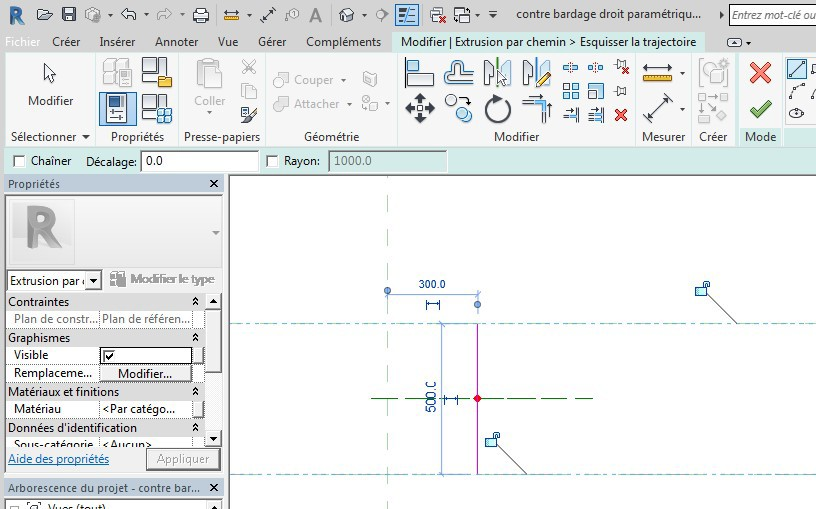 contre bardage droit paramétriqu...
Entrez mot-clé ou
Fichier Créer Insérer Annoter Vue Gérer Compléments Modifier | Extrusion par chemin > Esquisser la trajectoire
Modifier
Coller
Couper
Attacher
Sélectionner Propriétés Presse-papiers Géométrie Modifier Mesurer Créer Mode
Chaîner Décalage: 0.0 Rayon: 1000.0
Propriétés
R
Extrusion par Modifier le type
Contraintes
Plan de constr... Plan de référen...
Graphismes
Visible
Remplaceme... Modifier...
Matériaux et finitions
Matériau <Par catégo...
Données d'identification
Sous-catégorie <Aucun>
Aide des propriétés Appliquer
Arborescence du projet - contre bar...
Vues (tout)
300.0
500.0